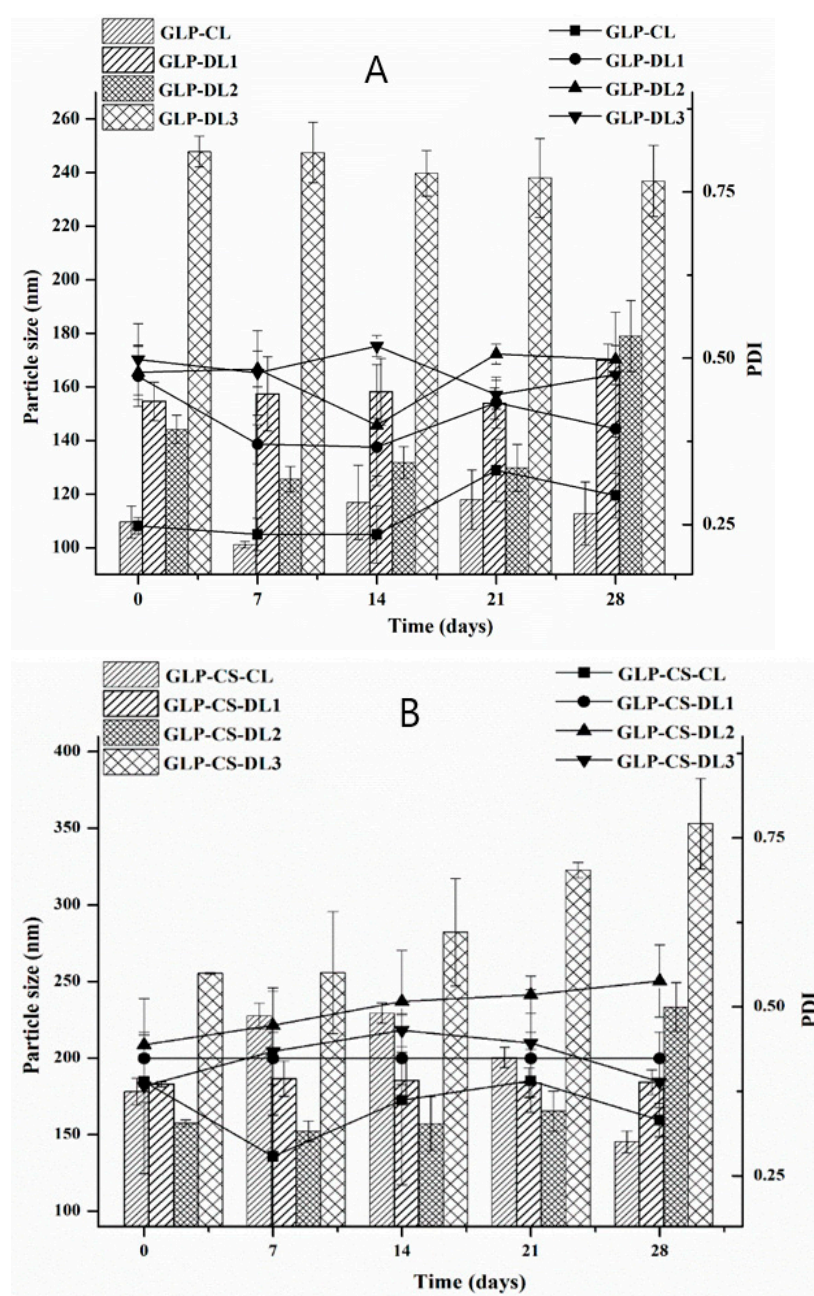 GLP-CL
GLP-DL1
GLP-DL2
GLP-DL3
A
GLP-CL
GLP-DL1
GLP-DL2
GLP-DL3
260
240
220
200
180
160
140
120
100
Particle size (nm)
0.75
0.50
0.25
PDI
0 7 14 21 28
Time (days)
GLP-CS-CL
GLP-CS-DL1
GLP-CS-DL2
GLP-CS-DL3
B
GLP-CS-CL
GLP-CS-DL1
GLP-CS-DL2
GLP-CS-DL3
400
350
300
250
200
150
100
Particle size (nm)
0.75
0.50
0.25
PDI
0 7 14 21 28
Time (days)